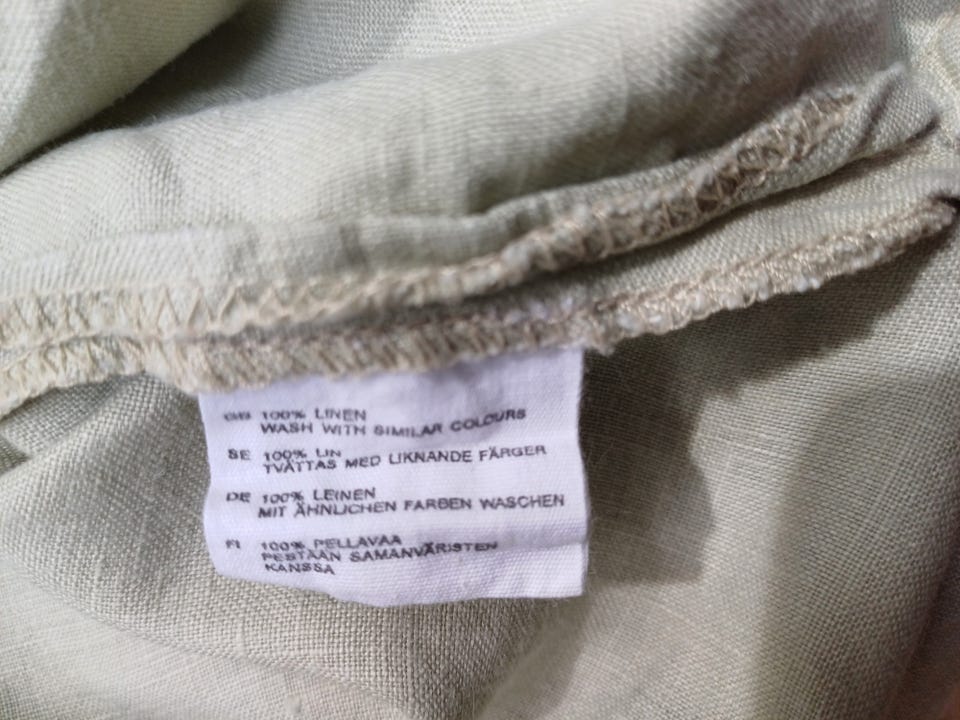 GB 100% LINEN
WASH WITH SIMILAR COLOURS
SE 100% LIN
TVÄTTAS MED LIKNANDE FÄRGER
DE 100% LEINEN
MIT ÄHNLICHEN FARBEN WASCHEN
FI 100% PELLAVAA
PESTÄÄN SAMANVÄRISTEN
KANSSA